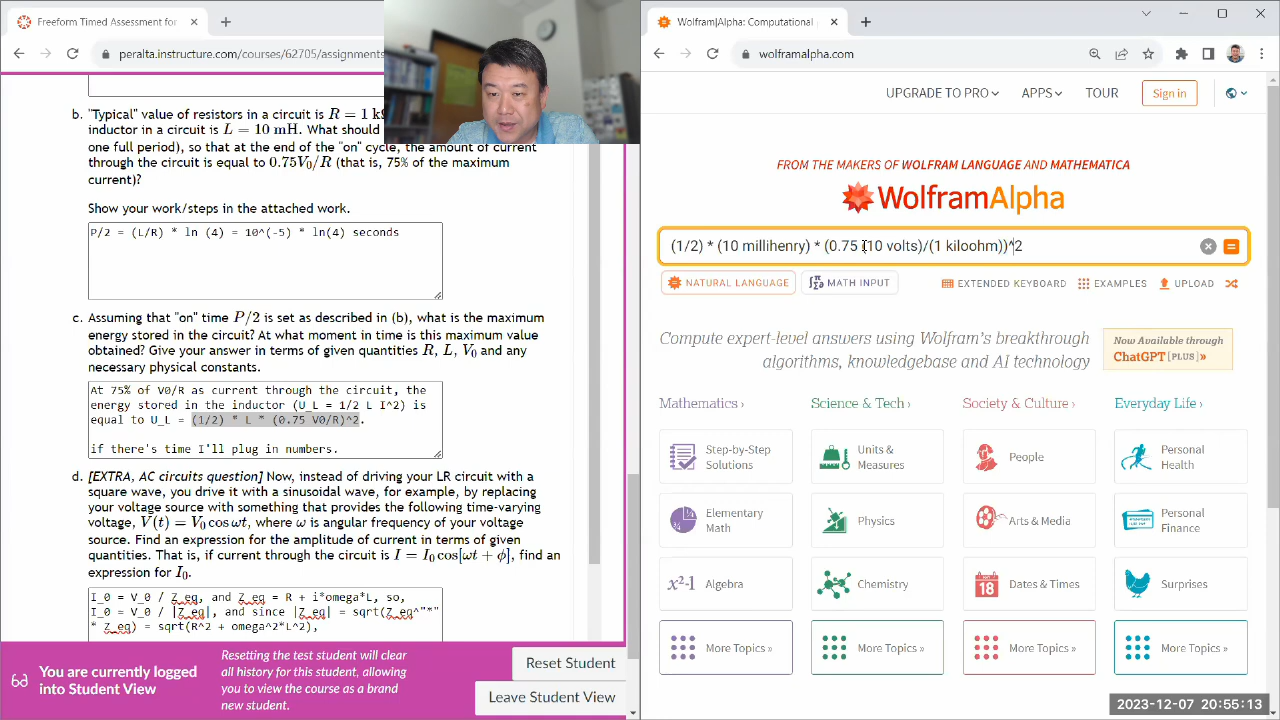 Freeform Timed Assessment for
peralta.instructure.com/courses/62705/assignments
b. "Typical" value of resistors in a circuit is R = 1 k
inductor in a circuit is L = 10 mH. What should
one full period), so that at the end of the "on" cycle, the amount of current
through the circuit is equal to 0.75V₀/R (that is, 75% of the maximum
current)?
Show your work/steps in the attached work.
P/2 = (L/R) * ln (4) = 10^(-5) * ln(4) seconds
c. Assuming that "on" time P/2 is set as described in (b), what is the maximum
energy stored in the circuit? At what moment in time is this maximum value
obtained? Give your answer in terms of given quantities R, L, V₀ and any
necessary physical constants.
At 75% of V0/R as current through the circuit, the
energy stored in the inductor (U_L = 1/2 L I^2) is
equal to U_L = (1/2) * L * (0.75 V0/R)^2.
if there's time I'll plug in numbers.
d. [EXTRA, AC circuits question] Now, instead of driving your LR circuit with a
square wave, you drive it with a sinusoidal wave, for example, by replacing
your voltage source with something that provides the following time-varying
voltage, V(t) = V₀ cos ωt, where ω is angular frequency of your voltage
source. Find an expression for the amplitude of current in terms of given
quantities. That is, if current through the circuit is I = I₀ cos[ωt + ϕ], find an
expression for I₀.
I_0 = V_0 / Z_eq, and Z_eq = R + i*omega*L, so,
I_0 = V_0 / |Z_eq|, and since |Z_eq| = sqrt(Z_eq^"*"
* Z_eq) = sqrt(R^2 + omega^2*L^2),
You are currently logged
into Student View
Resetting the test student will clear
all history for this student, allowing
you to view the course as a brand
new student.
Reset Student
Leave Student View
Wolfram|Alpha: Computational
wolframalpha.com
UPGRADE TO PRO
APPS
TOUR
Sign in
FROM THE MAKERS OF WOLFRAM LANGUAGE AND MATHEMATICA
WolframAlpha
(1/2) * (10 millihenry) * (0.75 (10 volts)/(1 kiloohm))^2
NATURAL LANGUAGE
MATH INPUT
EXTENDED KEYBOARD
EXAMPLES
UPLOAD
Compute expert-level answers using Wolfram's breakthrough
algorithms, knowledgebase and AI technology
Now Available through
ChatGPT [PLUS] »
Mathematics ›
Science & Tech ›
Society & Culture ›
Everyday Life ›
Step-by-Step
Solutions
Units &
Measures
People
Personal
Health
Elementary
Math
Physics
Arts & Media
Personal
Finance
x²-1
Algebra
Chemistry
SEP
18
Dates & Times
Surprises
More Topics »
More Topics »
More Topics »
More Topics »
2023-12-07 20:55:13